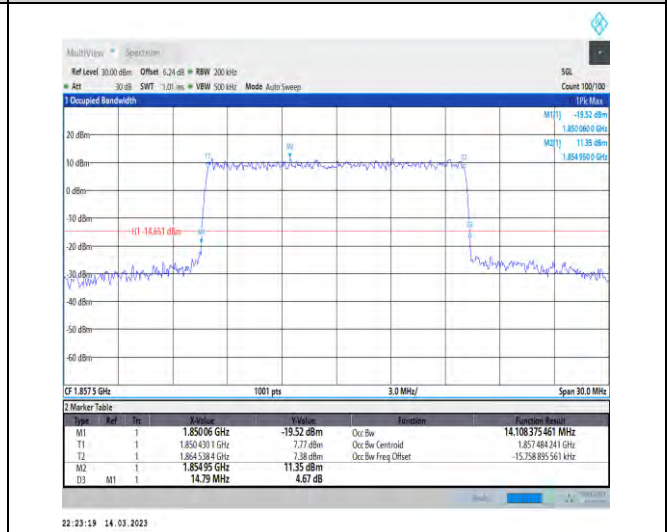 MultiView Spectrum
Ref Level 30.00 dBm Offset 6.24 dB RBW 200 kHz SGL
Att 30 dB SWT 1.01 ms VBW 500 kHz Mode Auto Sweep Count 100/100
1 Occupied Bandwidth 1Pk Max
M1[1] -19.52 dBm
1.850 060 0 GHz
20 dBm M2[1] 11.35 dBm
1.854 950 0 GHz
M2
T1 T2
10 dBm
0 dBm
-10 dBm
D3
H1 -14.651 dBm M1
-20 dBm
-30 dBm
-40 dBm
-50 dBm
-60 dBm
CF 1.857 5 GHz 1001 pts 3.0 MHz/ Span 30.0 MHz
2 Marker Table
Type Ref Trc X-Value Y-Value Function Function Result
M1 1 1.850 06 GHz -19.52 dBm Occ Bw 14.108 375 461 MHz
T1 1 1.850 430 1 GHz 7.77 dBm Occ Bw Centroid 1.857 484 241 GHz
T2 1 1.864 538 4 GHz 7.38 dBm Occ Bw Freq Offset -15.758 895 561 kHz
M2 1 1.854 95 GHz 11.35 dBm
D3 M1 1 14.79 MHz 4.67 dB
22:23:19 14.03.2023